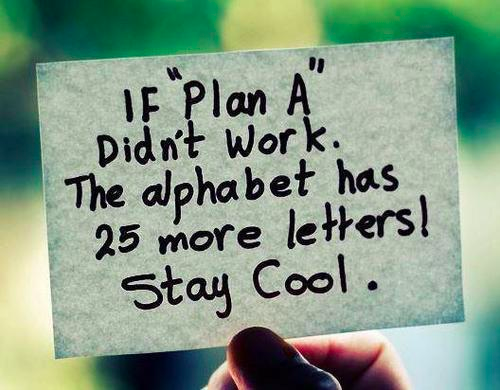 IF "Plan A"
Didn't Work.
The alphabet has
25 more letters!
Stay Cool.